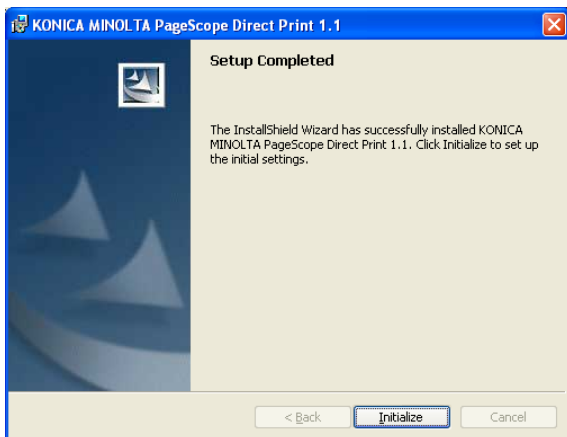 KONICA MINOLTA PageScope Direct Print 1.1
Setup Completed
The InstallShield Wizard has successfully installed KONICA
MINOLTA PageScope Direct Print 1.1. Click Initialize to set up
the initial settings.
< Back Initialize Cancel